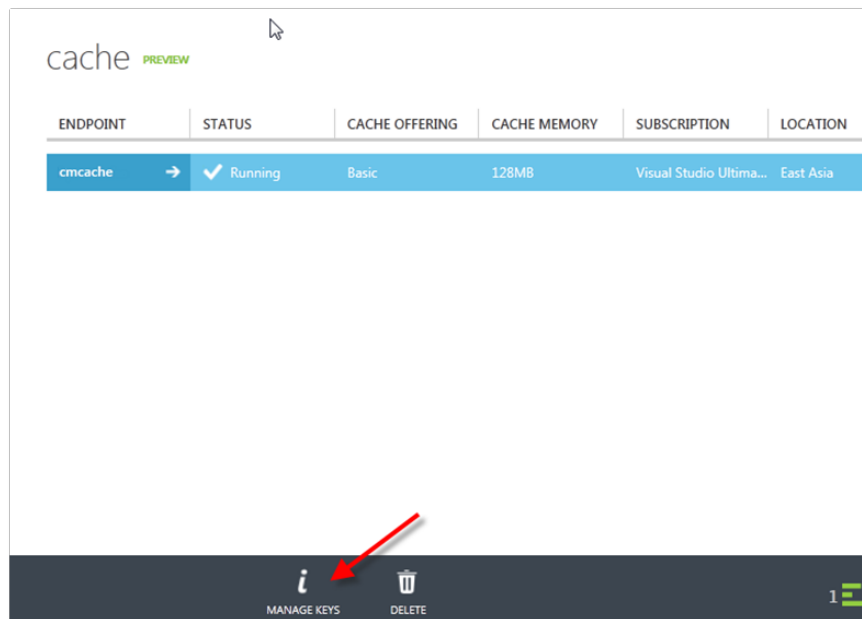 cache PREVIEW
ENDPOINT STATUS CACHE OFFERING CACHE MEMORY SUBSCRIPTION LOCATION
cmcache Running Basic 128MB Visual Studio Ultima... East Asia
MANAGE KEYS DELETE
1